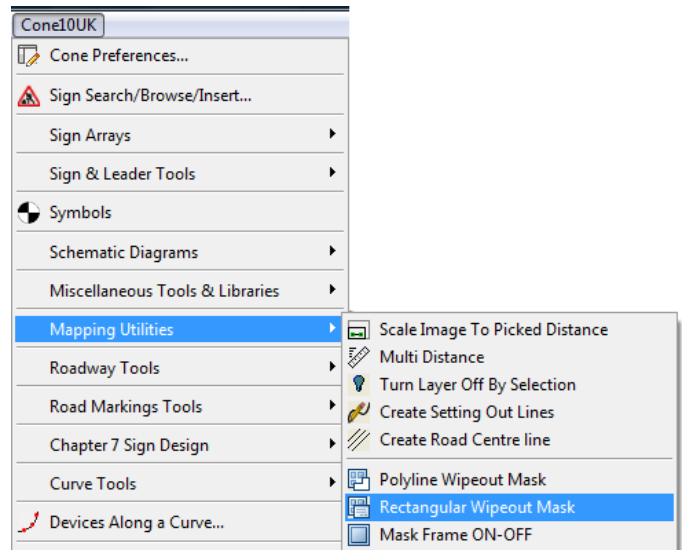 Cone10UK
Cone Preferences...
Sign Search/Browse/Insert...
Sign Arrays
Sign & Leader Tools
Symbols
Schematic Diagrams
Miscellaneous Tools & Libraries
Mapping Utilities
Roadway Tools
Road Markings Tools
Chapter 7 Sign Design
Curve Tools
Devices Along a Curve...
Scale Image To Picked Distance
Multi Distance
Turn Layer Off By Selection
Create Setting Out Lines
Create Road Centre line
Polyline Wipeout Mask
Rectangular Wipeout Mask
Mask Frame ON-OFF